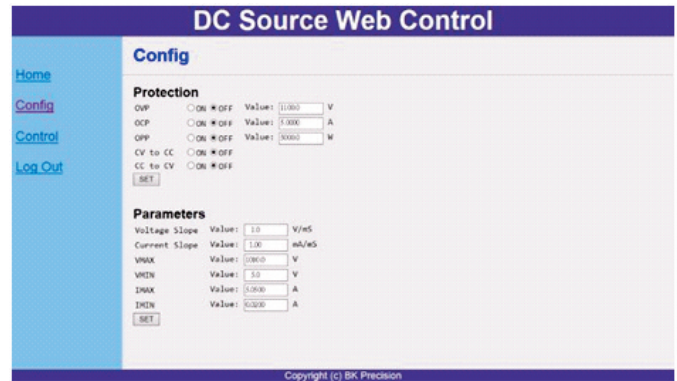 DC Source Web Control
Home
Config
Control
Log Out
Config
Protection
OVP ON OFF Value: V
OCP ON OFF Value: 5.0000 A
OPP ON OFF Value: W
CV to CC ON OFF
CC to CV ON OFF
SET
Parameters
Voltage Slope Value: 1.0 V/mS
Current Slope Value: 1.00 mA/mS
VMAX Value: V
VMIN Value: 5.0 V
IMAX Value: A
IMIN Value: A
SET
Copyright (c) BK Precision